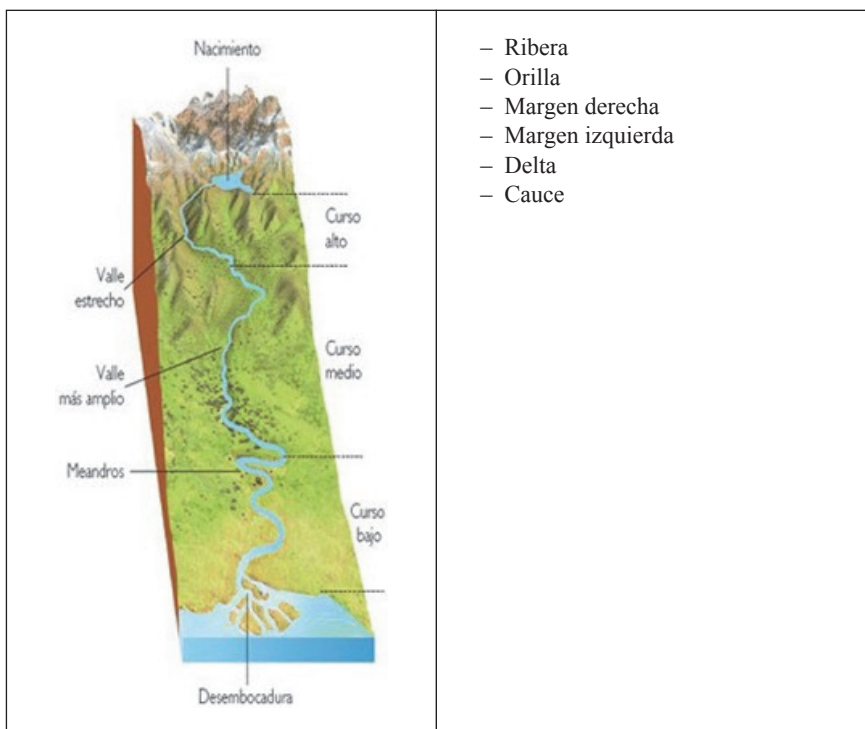 Nacimiento
Curso
alto
Valle
estrecho
Curso
medio
Valle
más amplio
Meandros
Curso
bajo
Desembocadura
– Ribera
– Orilla
– Margen derecha
– Margen izquierda
– Delta
– Cauce